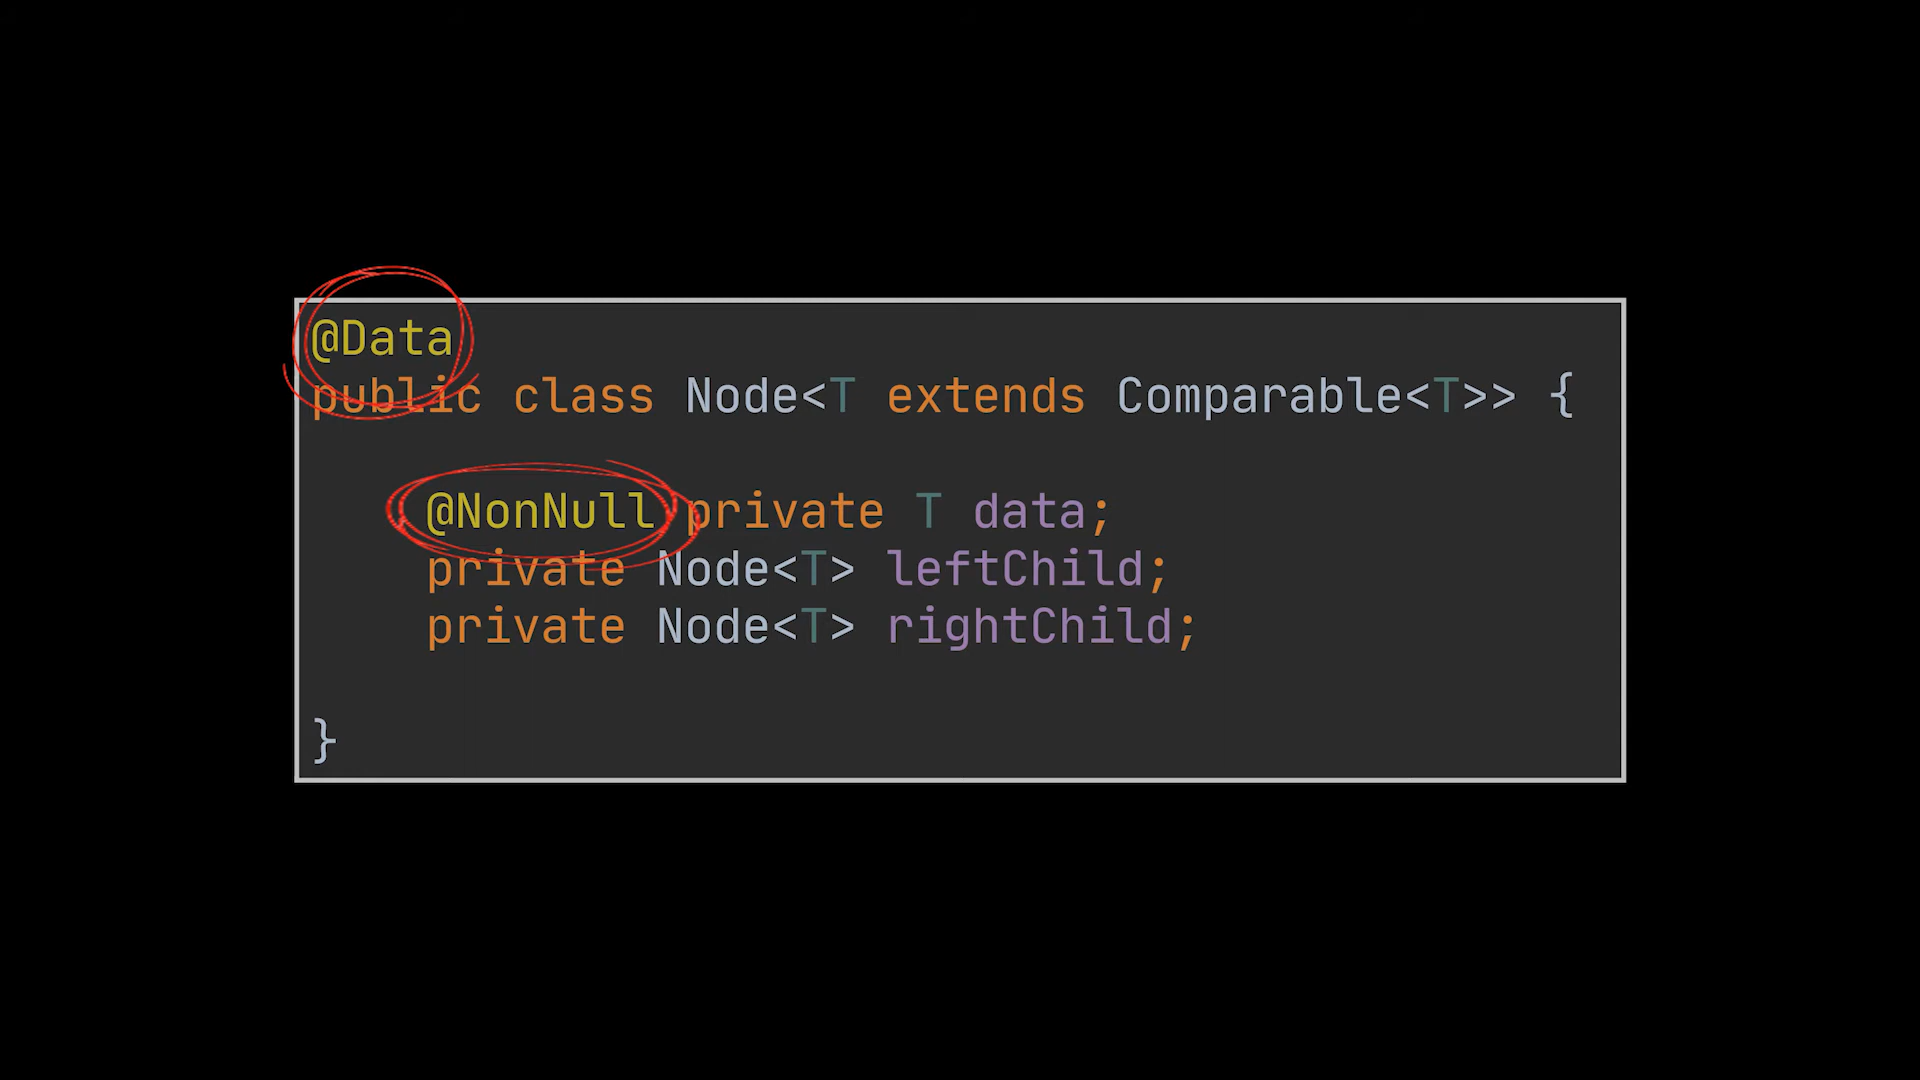 @Data
public class Node<T extends Comparable<T>> {
@NonNull private T data;
private Node<T> leftChild;
private Node<T> rightChild;
}